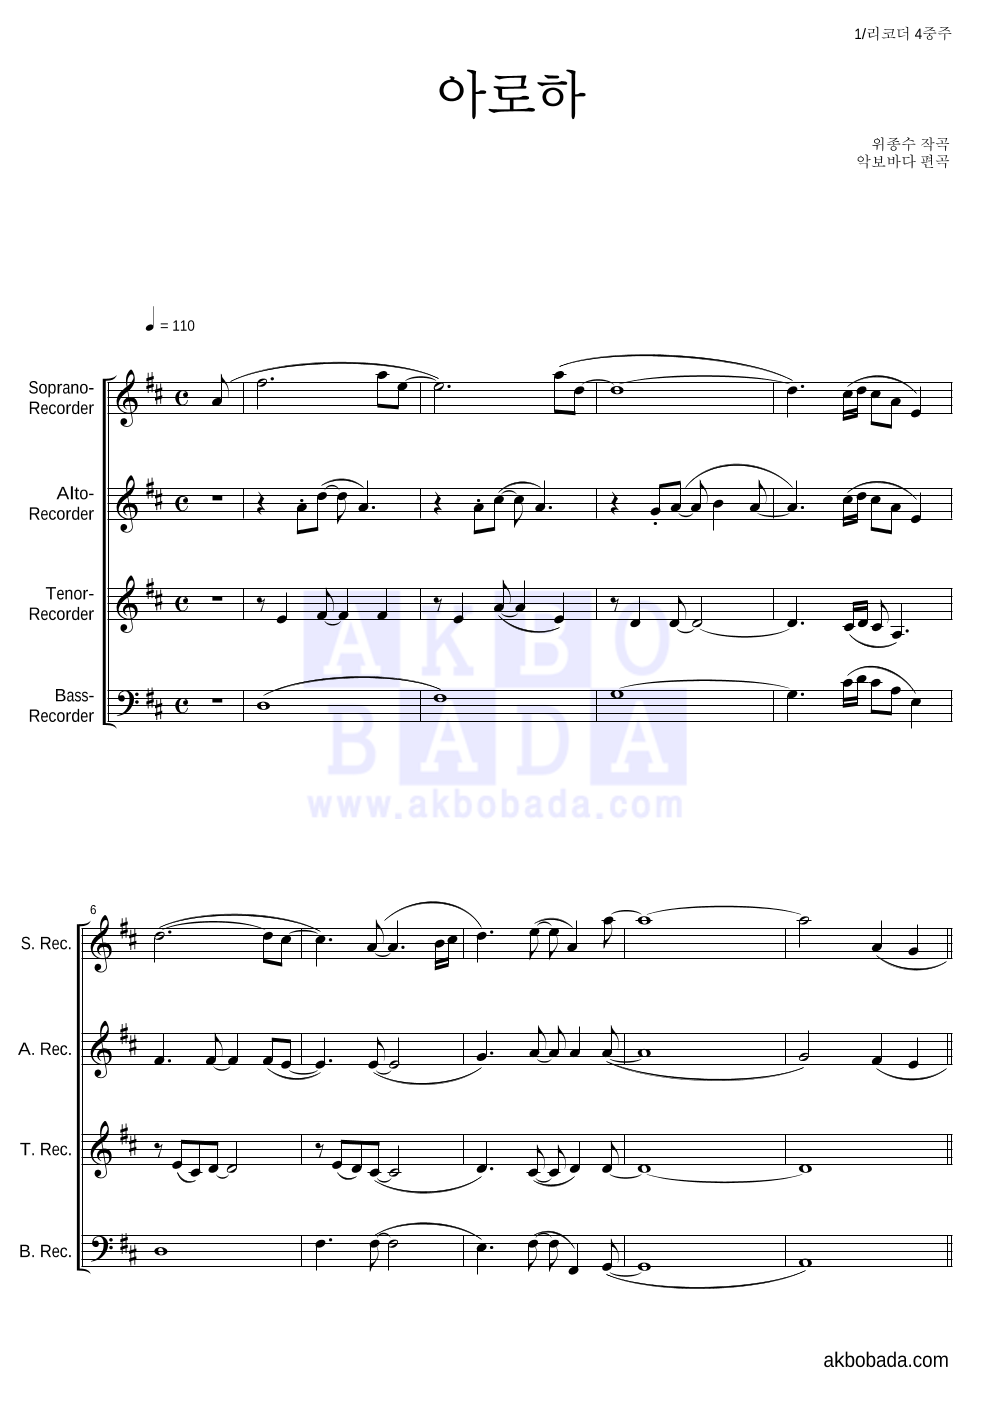 1/리코더 4중주
아로하
위종수 작곡
악보바다 편곡
= 110
Soprano-
Recorder
Alto-
Recorder
Tenor-
Recorder
Bass-
Recorder
AKBO
BADA
www.akbobada.com
6
S. Rec.
A. Rec.
T. Rec.
B. Rec.
akbobada.com